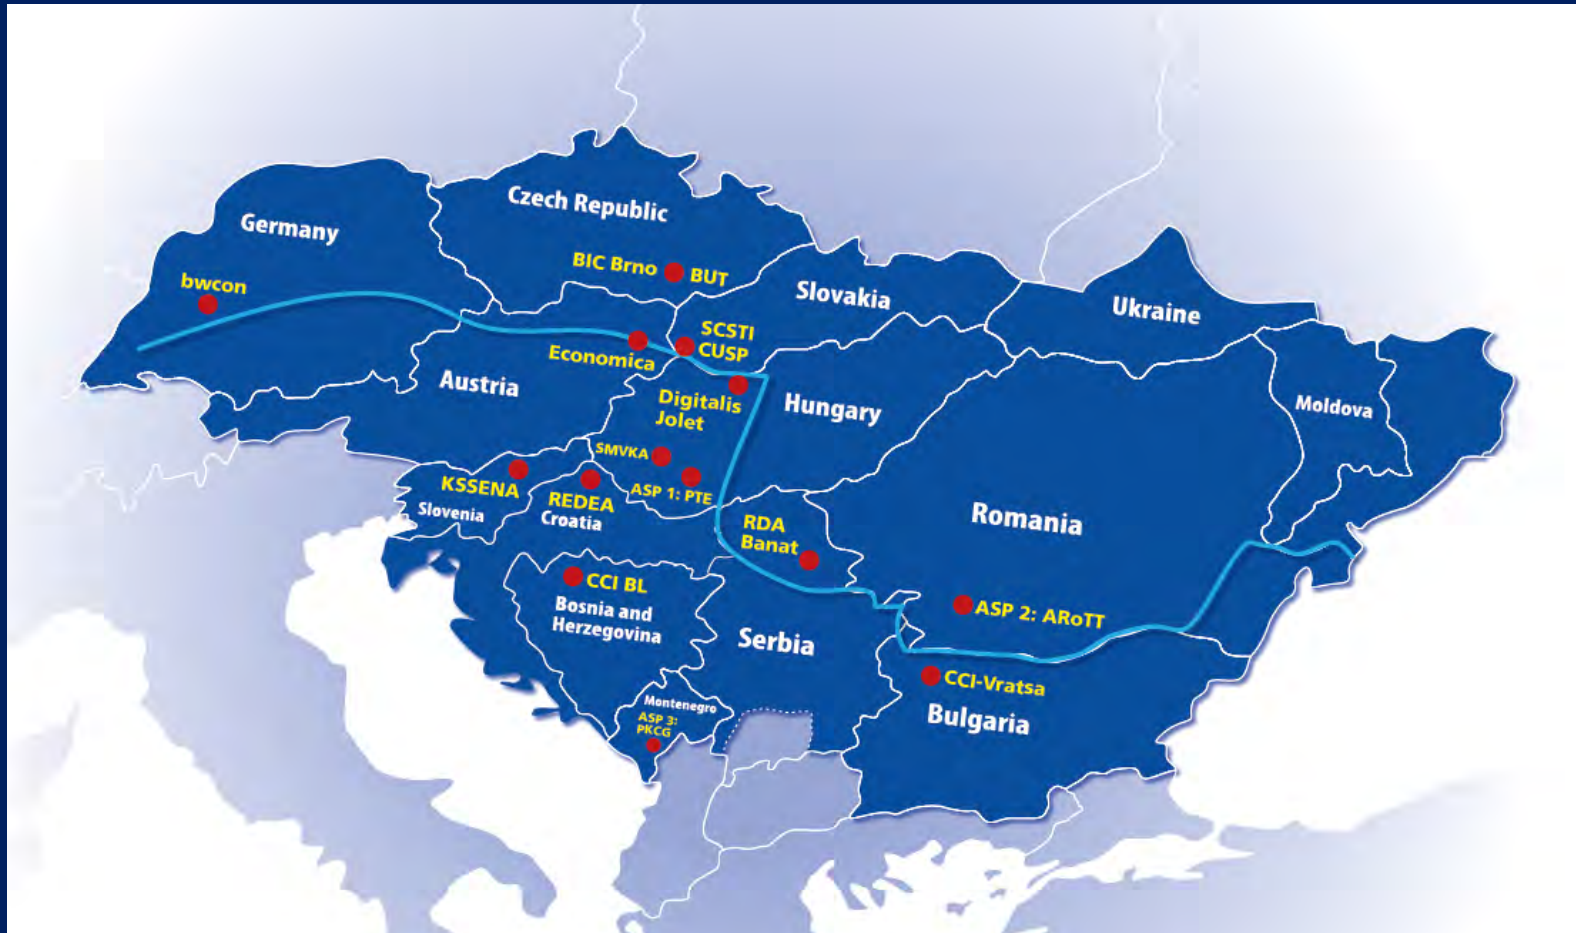 Germany
bwcon
Czech Republic
BIC Brno
BUT
Slovakia
Ukraine
SCSTI
CUSP
Economica
Austria
Digitalis
Jolet
Hungary
Moldova
SMVKA
ASP 1: PTE
KSSENA
Slovenia
REDEA
Croatia
RDA
Banat
Romania
CCI BL
Bosnia and
Herzegovina
Serbia
ASP 2: ARoTT
CCI-Vratsa
Bulgaria
Montenegro
ASP 3:
PKCG